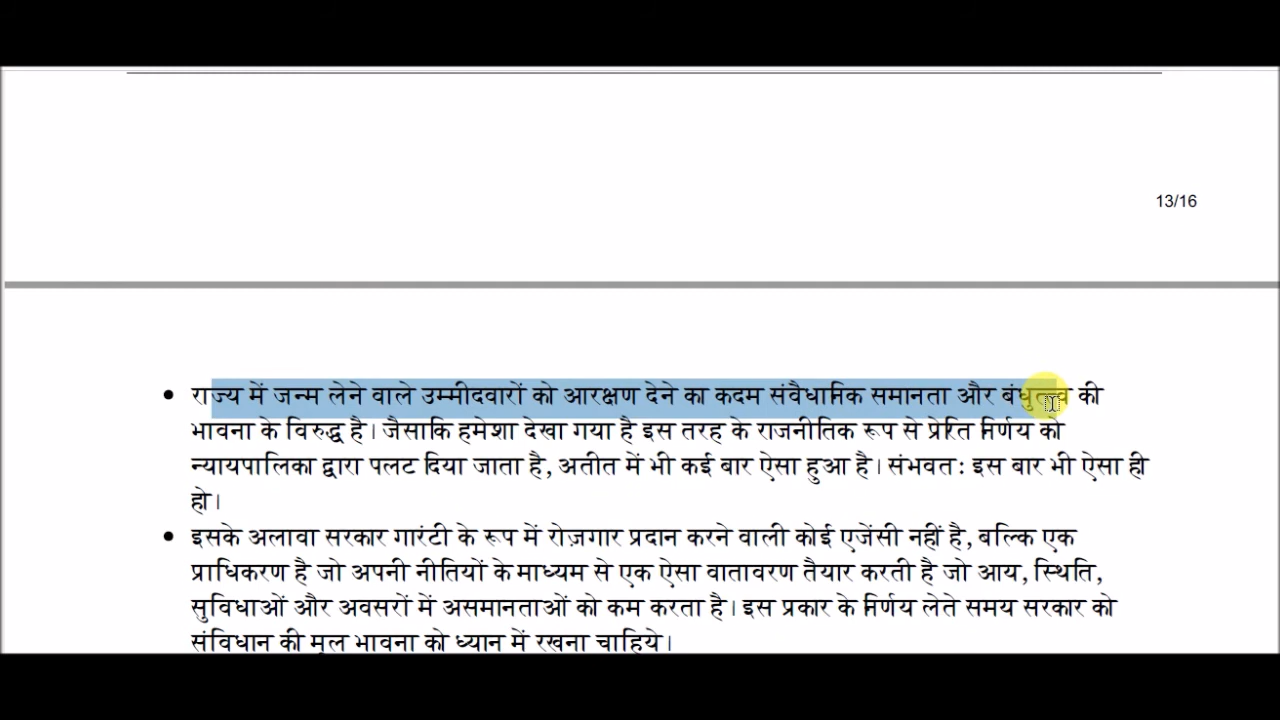 13/16
• राज्य में जन्म लेने वाले उम्मीदवारों को आरक्षण देने का कदम संवैधानिक समानता और बंधुत्व की
भावना के विरुद्ध है। जैसाकि हमेशा देखा गया है इस तरह के राजनीतिक रूप से प्रेरित निर्णय को
न्यायपालिका द्वारा पलट दिया जाता है, अतीत में भी कई बार ऐसा हुआ है। संभवतः इस बार भी ऐसा ही
हो।
• इसके अलावा सरकार गारंटी के रूप में रोज़गार प्रदान करने वाली कोई एजेंसी नहीं है, बल्कि एक
प्राधिकरण है जो अपनी नीतियों के माध्यम से एक ऐसा वातावरण तैयार करती है जो आय, स्थिति,
सुविधाओं और अवसरों में असमानताओं को कम करता है। इस प्रकार के निर्णय लेते समय सरकार को
संविधान की मूल भावना को ध्यान में रखना चाहिये।